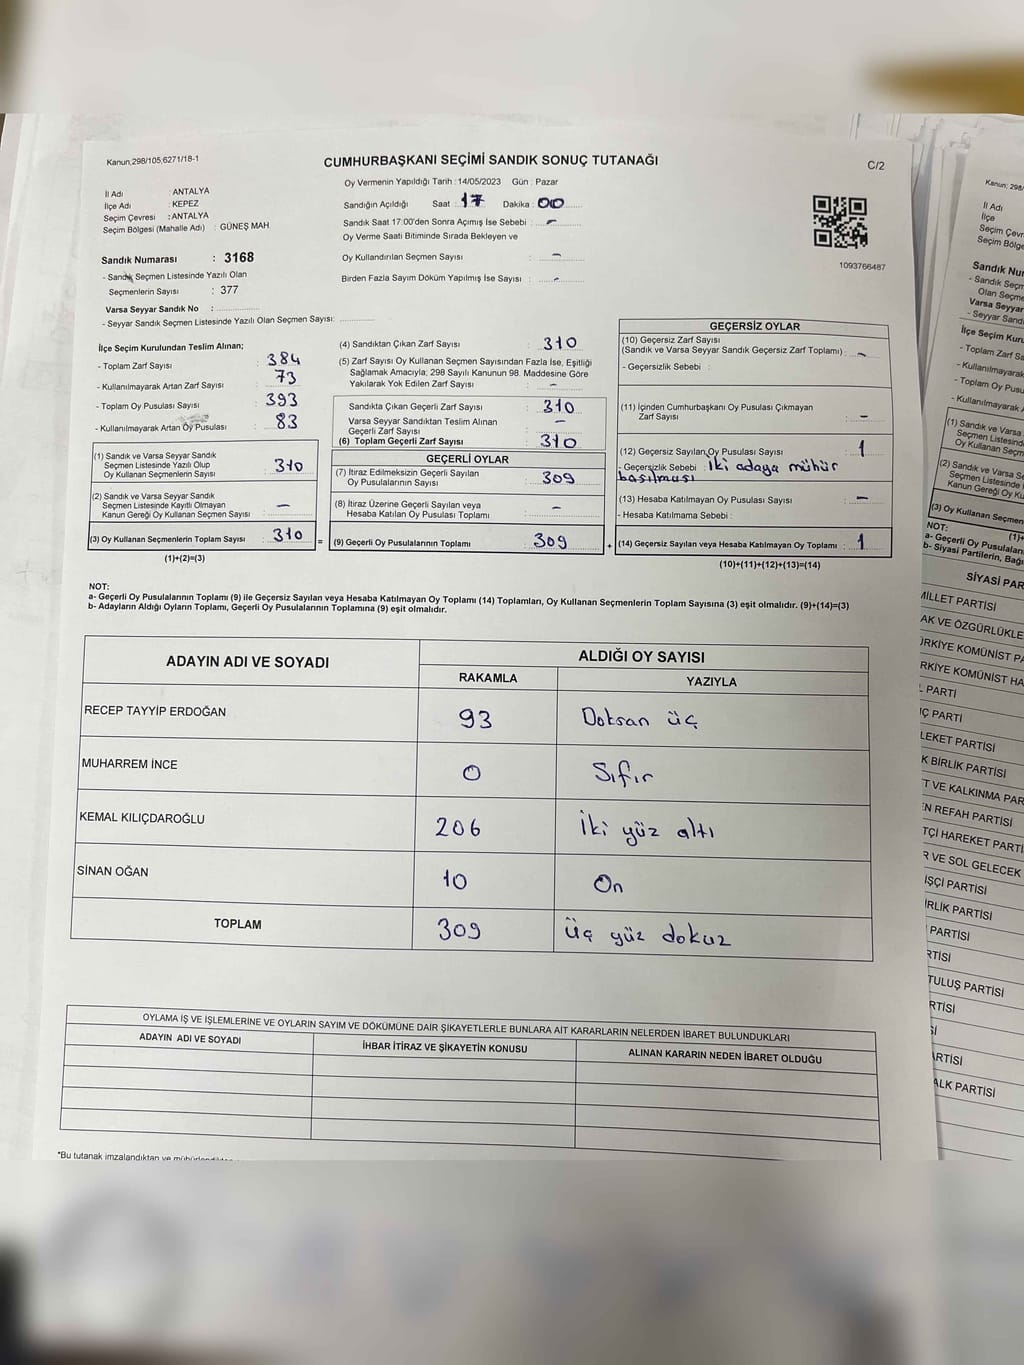 Kanun,298/105,6271/18-1
CUMHURBAŞKANI SEÇİMİ SANDIK SONUÇ TUTANAĞI
C/2
Oy Vermenin Yapıldığı Tarih : 14/05/2023 Gün : Pazar
İl Adı : ANTALYA
İlçe Adı : KEPEZ
Seçim Çevresi : ANTALYA
Seçim Bölgesi (Mahalle Adı) : GÜNEŞ MAH
Sandığın Açıldığı Saat : 17 Dakika : 00
Sandık Saat 17:00'den Sonra Açımış İse Sebebi : -
Oy Verme Saati Bitiminde Sırada Bekleyen ve
Oy Kullandırılan Seçmen Sayısı : -
Birden Fazla Sayım Döküm Yapılmış İse Sayısı : -
1093766487
Sandık Numarası : 3168
- Sandık Seçmen Listesinde Yazılı Olan
Seçmenlerin Sayısı : 377
Varsa Seyyar Sandık No :
- Seyyar Sandık Seçmen Listesinde Yazılı Olan Seçmen Sayısı:
İlçe Seçim Kurulundan Teslim Alınan;
- Toplam Zarf Sayısı : 384
- Kullanılmayarak Artan Zarf Sayısı : 73
- Toplam Oy Pusulası Sayısı : 393
- Kullanılmayarak Artan Oy Pusulası : 83
(1) Sandık ve Varsa Seyyar Sandık
Seçmen Listesinde Yazılı Olup
Oy Kullanan Seçmenlerin Sayısı : 310
(2) Sandık ve Varsa Seyyar Sandık
Seçmen Listesinde Kayıtlı Olmayan
Kanun Gereği Oy Kullanan Seçmen Sayısı : -
(3) Oy Kullanan Seçmenlerin Toplam Sayısı : 310 =
(1)+(2)=(3)
(4) Sandıktan Çıkan Zarf Sayısı : 310
(5) Zarf Sayısı Oy Kullanan Seçmen Sayısından Fazla İse, Eşitliği
Sağlamak Amacıyla; 298 Sayılı Kanunun 98. Maddesine Göre
Yakılarak Yok Edilen Zarf Sayısı : -
Sandıkta Çıkan Geçerli Zarf Sayısı : 310
Varsa Seyyar Sandıktan Teslim Alınan
Geçerli Zarf Sayısı : -
(6) Toplam Geçerli Zarf Sayısı : 310
GEÇERLİ OYLAR
(7) İtiraz Edilmeksizin Geçerli Sayılan
Oy Pusulalarının Sayısı : 309
(8) İtiraz Üzerine Geçerli Sayılan veya
Hesaba Katılan Oy Pusulası Toplamı : -
(9) Geçerli Oy Pusulalarının Toplamı : 309 +
GEÇERSİZ OYLAR
(10) Geçersiz Zarf Sayısı
(Sandık ve Varsa Seyyar Sandık Geçersiz Zarf Toplamı) : -
- Geçersizlik Sebebi :
(11) İçinden Cumhurbaşkanı Oy Pusulası Çıkmayan
Zarf Sayısı : -
(12) Geçersiz Sayılan Oy Pusulası Sayısı : 1
- Geçersizlik Sebebi : İki adaya mühür
basılması
(13) Hesaba Katılmayan Oy Pusulası Sayısı : -
- Hesaba Katılmama Sebebi :
(14) Geçersiz Sayılan veya Hesaba Katılmayan Oy Toplamı : 1
(10)+(11)+(12)+(13)=(14)
NOT:
a- Geçerli Oy Pusulalarının Toplamı (9) ile Geçersiz Sayılan veya Hesaba Katılmayan Oy Toplamı (14) Toplamları, Oy Kullanan Seçmenlerin Toplam Sayısına (3) eşit olmalıdır. (9)+(14)=(3)
b- Adayların Aldığı Oyların Toplamı, Geçerli Oy Pusulalarının Toplamına (9) eşit olmalıdır.
ADAYIN ADI VE SOYADI
ALDIĞI OY SAYISI
RAKAMLA YAZIYLA
RECEP TAYYİP ERDOĞAN 93 Doksan üç
MUHARREM İNCE 0 Sıfır
KEMAL KILIÇDAROĞLU 206 İki yüz altı
SİNAN OĞAN 10 On
TOPLAM 309 Üç yüz dokuz
OYLAMA İŞ VE İŞLEMLERİNE VE OYLARIN SAYIM VE DÖKÜMÜNE DAİR ŞİKAYETLERLE BUNLARA AİT KARARLARIN NELERDEN İBARET BULUNDUKLARI
ADAYIN ADI VE SOYADI İHBAR İTİRAZ VE ŞİKAYETİN KONUSU ALINAN KARARIN NEDEN İBARET OLDUĞU
*Bu tutanak imzalandıktan ve
Kanun; 298/
İl Adı
İlçe
Seçim Çevr
Seçim Bölge
Sandık Num
- Sandık Seçm
Olan Seçme
Varsa Seyyar
- Seyyar Sand
İlçe Seçim Kuru
- Toplam Zarf Sa
- Kullanılmayarak
- Toplam Oy Pusu
- Kullanılmayarak A
(1) Sandık ve Varsa
Seçmen Listesind
Oy Kullanan Seçm
(2) Sandık ve Varsa Se
Seçmen Listesinde
Kanun Gereği Oy Ku
(3) Oy Kullanan Seçmen
NOT: (1)+
a- Geçerli Oy Pusulaları
b- Siyasi Partilerin, Bağı
SİYASİ PAR
MİLLET PARTİSİ
AK VE ÖZGÜRLÜKLE
ÜRKİYE KOMÜNİST PA
RKİYE KOMÜNİST HA
L PARTİ
İÇ PARTİ
LEKET PARTİSİ
K BİRLİK PARTİSİ
T VE KALKINMA PAR
EN REFAH PARTİSİ
TÇİ HAREKET PARTİ
R VE SOL GELECEK
İŞÇİ PARTİSİ
İRLİK PARTİSİ
PARTİSİ
RTİSİ
TULUŞ PARTİSİ
RTİSİ
Sİ
ARTİSİ
ALK PARTİSİ